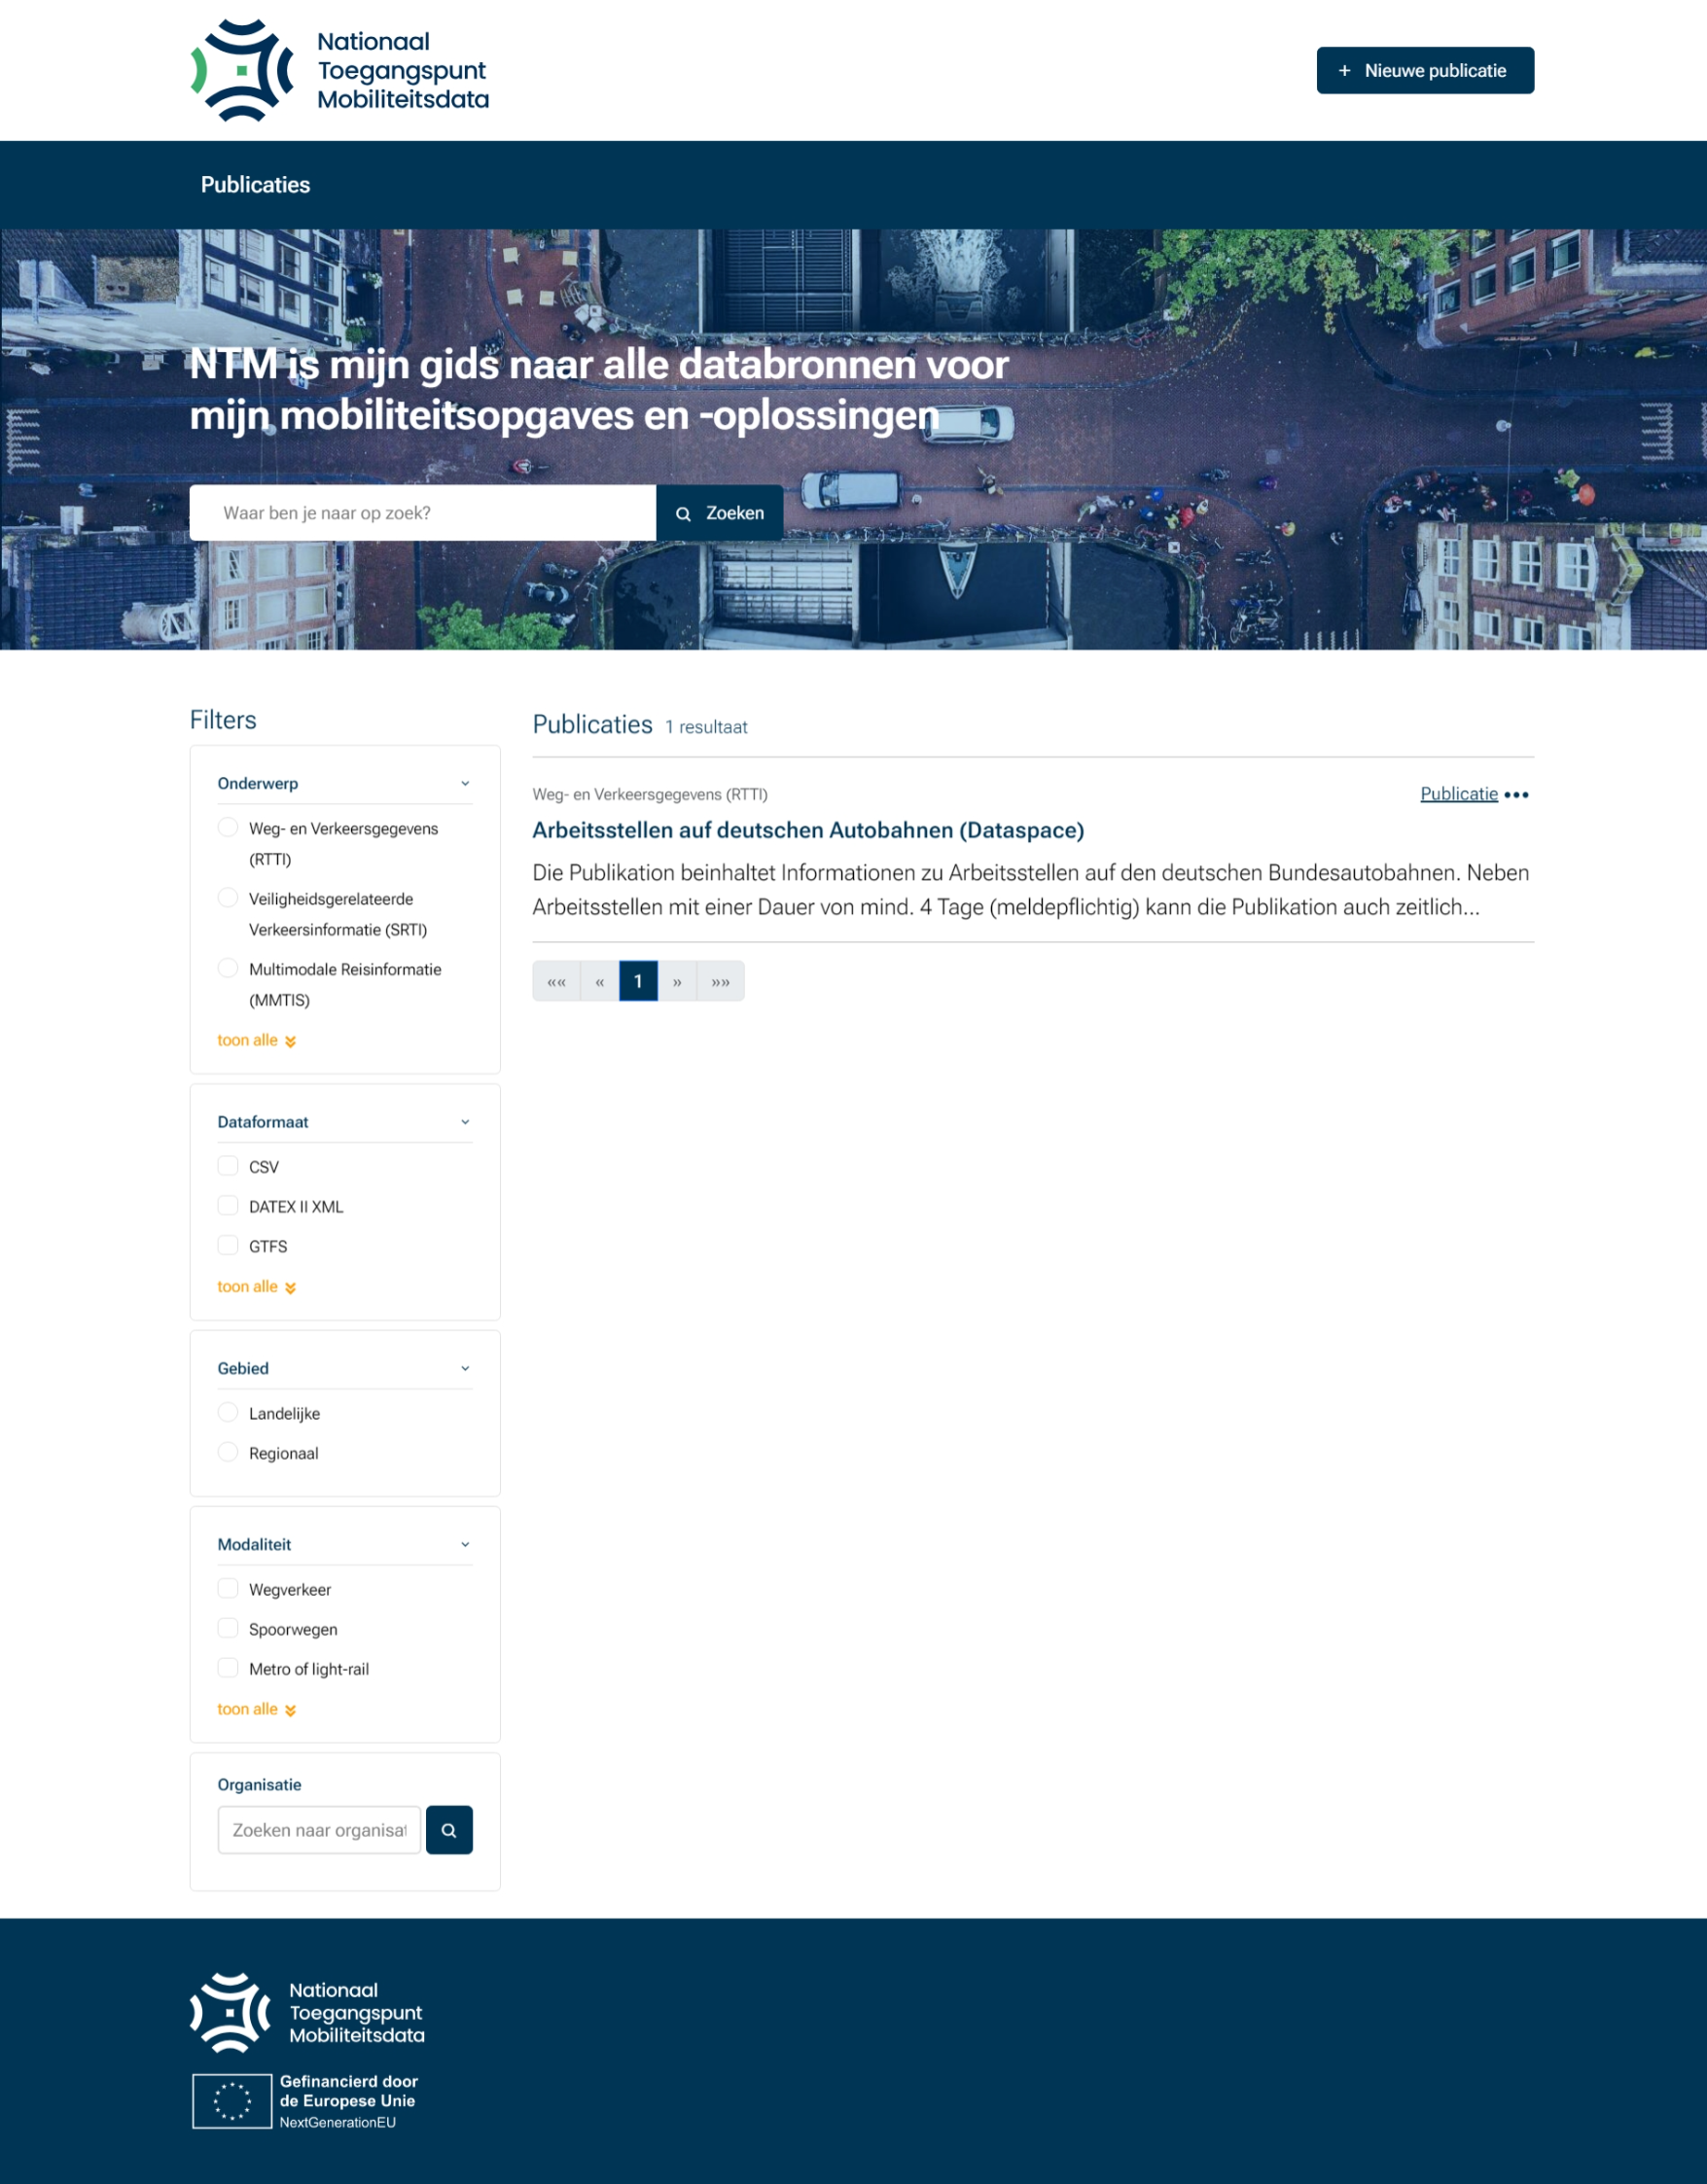 Nationaal
Toegangspunt
Mobiliteitsdata
+ Nieuwe publicatie
Publicaties
NTM is mijn gids naar alle databronnen voor
mijn mobiliteitsopgaves en -oplossingen
Waar ben je naar op zoek?
Zoeken
Filters
Onderwerp
Weg- en Verkeersgegevens
(RTTI)
Veiligheidsgerelateerde
Verkeersinformatie (SRTI)
Multimodale Reisinformatie
(MMTIS)
toon alle
Dataformaat
CSV
DATEX II XML
GTFS
toon alle
Gebied
Landelijke
Regionaal
Modaliteit
Wegverkeer
Spoorwegen
Metro of light-rail
toon alle
Organisatie
Zoeken naar organisat
Publicaties 1 resultaat
Weg- en Verkeersgegevens (RTTI)
Publicatie •••
Arbeitsstellen auf deutschen Autobahnen (Dataspace)
Die Publikation beinhaltet Informationen zu Arbeitsstellen auf den deutschen Bundesautobahnen. Neben
Arbeitsstellen mit einer Dauer von mind. 4 Tage (meldepflichtig) kann die Publikation auch zeitlich...
«« « 1 » »»
Nationaal
Toegangspunt
Mobiliteitsdata
Gefinancierd door
de Europese Unie
NextGenerationEU